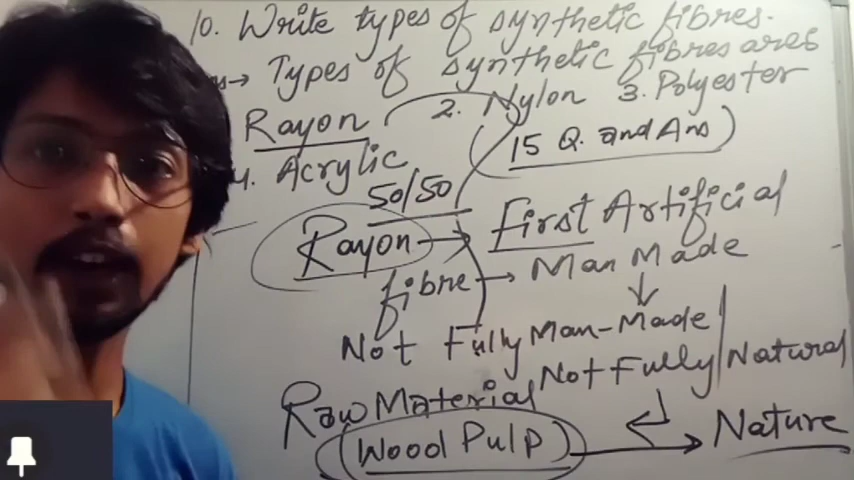 10. Write types of synthetic fibres.
Ans→ Types of synthetic fibres are
Rayon 2. Nylon 3. Polyester
4. Acrylic (15 Q. and Ans)
50/50
Rayon → First Artificial
fibre → Man Made
Not Fully Man-Made
Not Fully Natural
Raw Material
(Wood Pulp) → Nature